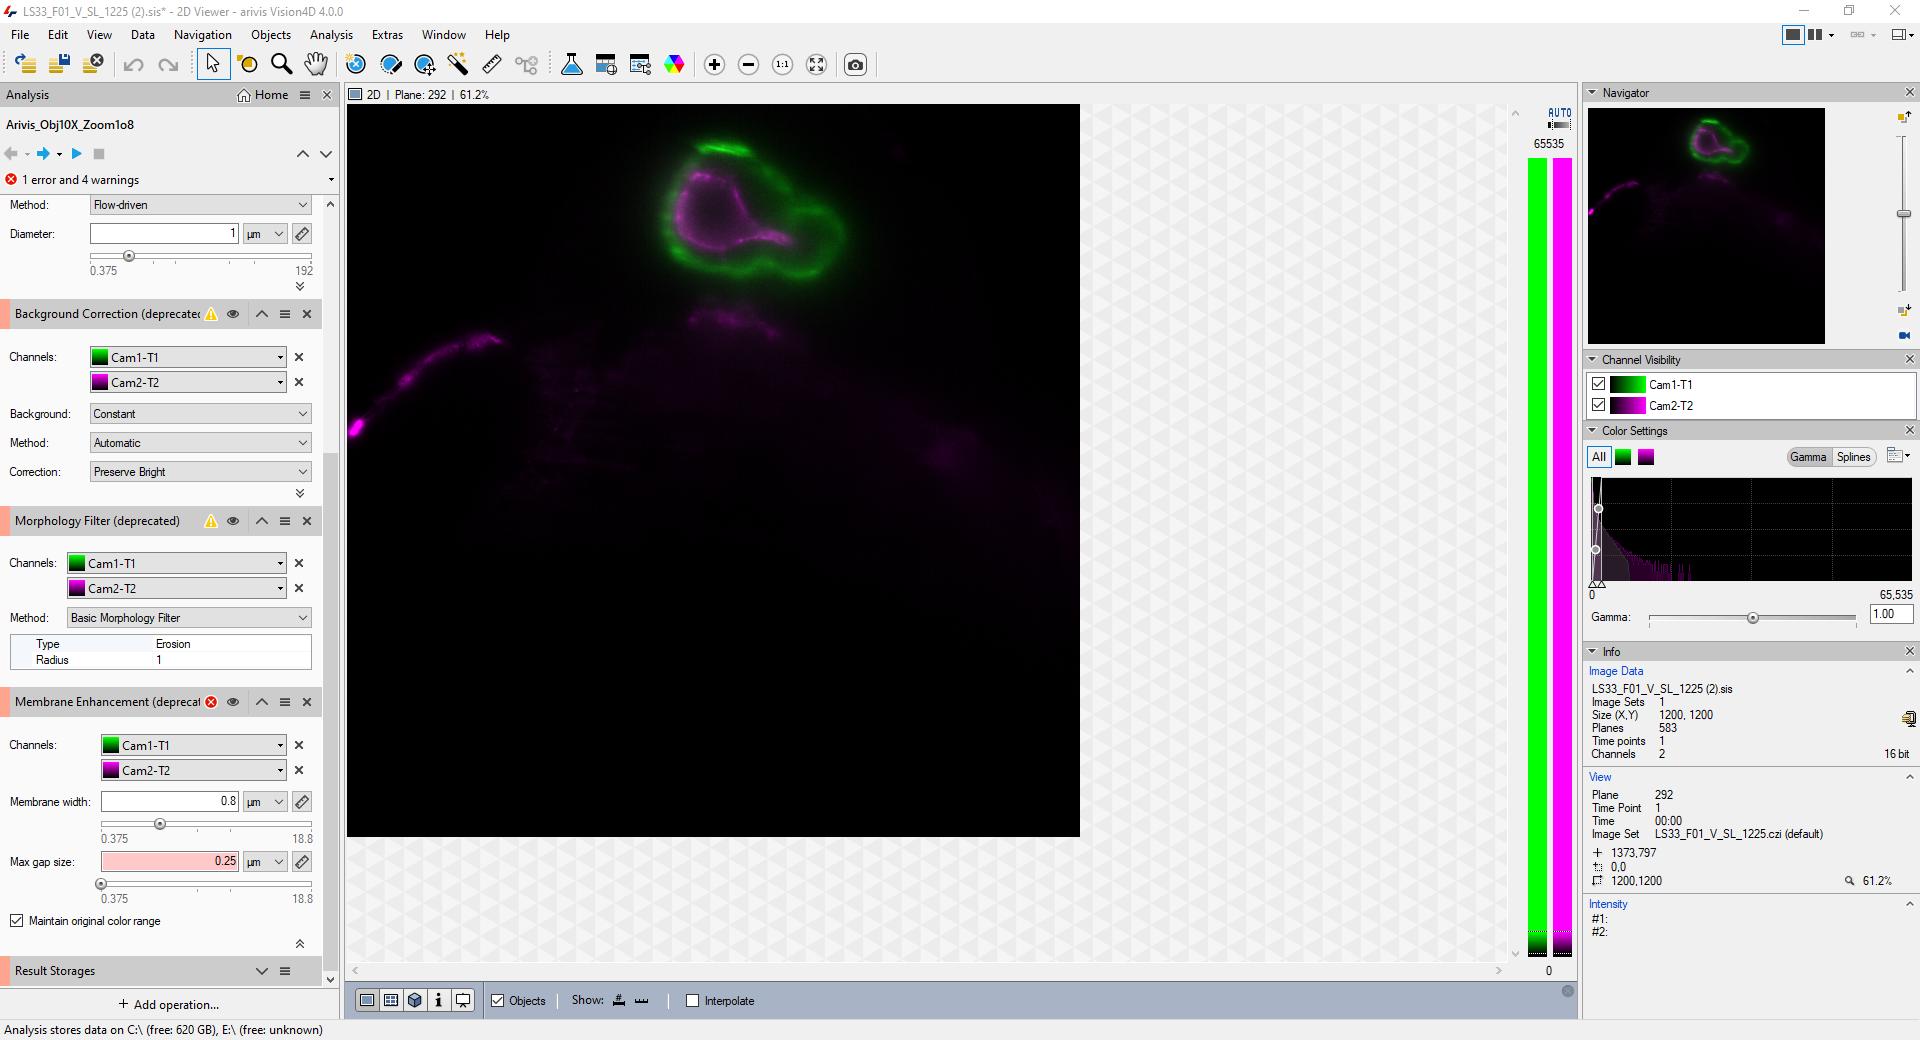 LS33_F01_V_SL_1225 (2).sis* - 2D Viewer - arivis Vision4D 4.0.0
File Edit View Data Navigation Objects Analysis Extras Window Help
1:1
Analysis
Home
Arivis_Obj10X_Zoom1o8
1 error and 4 warnings
Method: Flow-driven
Diameter: 1 µm
0.375 192
Background Correction (deprecated
Channels: Cam1-T1
Cam2-T2
Background: Constant
Method: Automatic
Correction: Preserve Bright
Morphology Filter (deprecated)
Channels: Cam1-T1
Cam2-T2
Method: Basic Morphology Filter
Type Erosion
Radius 1
Membrane Enhancement (deprecat
Channels: Cam1-T1
Cam2-T2
Membrane width: 0.8 µm
0.375 18.8
Max gap size: 0.25 µm
0.375 18.8
Maintain original color range
Result Storages
+ Add operation...
Analysis stores data on C:\ (free: 620 GB), E:\ (free: unknown)
2D | Plane: 292 | 61.2%
AUTO
65535
0
Objects Show: Interpolate
Navigator
Channel Visibility
Cam1-T1
Cam2-T2
Color Settings
All Gamma Splines
0 65,535
Gamma: 1.00
Info
Image Data
LS33_F01_V_SL_1225 (2).sis
Image Sets 1
Size (X,Y) 1200, 1200
Planes 583
Time points 1
Channels 2 16 bit
View
Plane 292
Time Point 1
Time 00:00
Image Set LS33_F01_V_SL_1225.czi (default)
1373,797
0,0
1200,1200 61.2%
Intensity
#1:
#2: